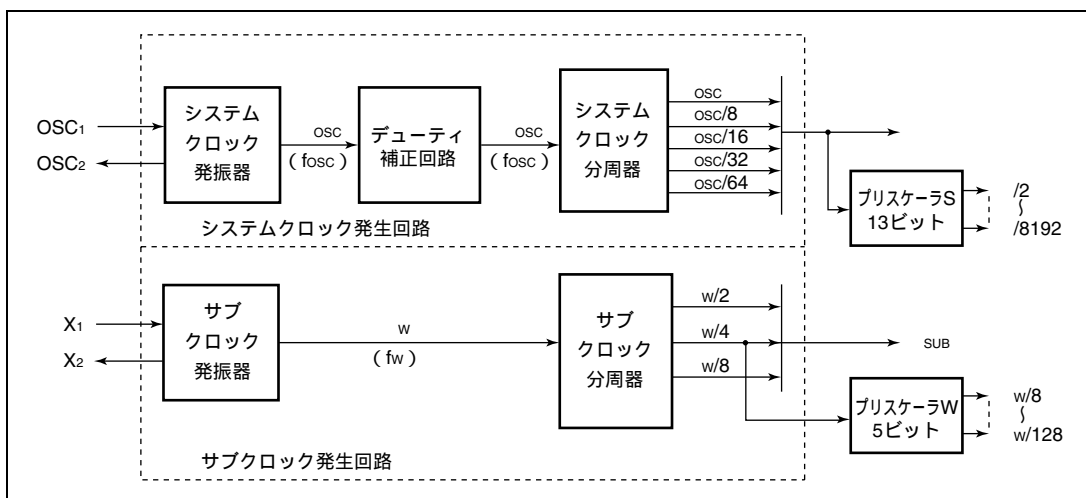 OSC1
OSC2
システム
クロック
発振器
OSC
(fOSC)
デューティ
補正回路
OSC
(fOSC)
システム
クロック
分周器
OSC
OSC/8
OSC/16
OSC/32
OSC/64
プリスケーラS
13ビット
/2
~
/8192
システムクロック発生回路
X1
X2
サブ
クロック
発振器
W
(fW)
サブ
クロック
分周器
W/2
W/4
W/8
SUB
プリスケーラW
5ビット
W/8
~
W/128
サブクロック発生回路